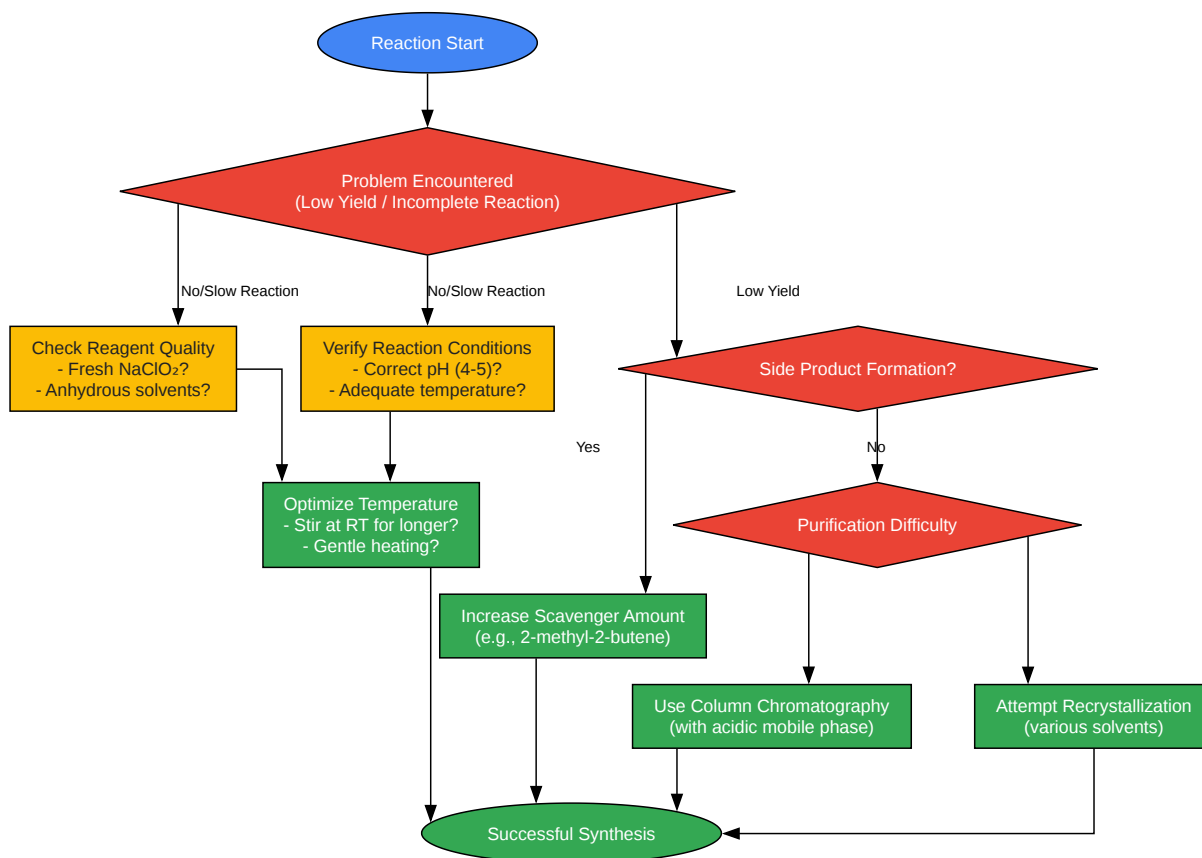 Reaction Start
Problem Encountered
(Low Yield / Incomplete Reaction)
No/Slow Reaction
No/Slow Reaction
Low Yield
Check Reagent Quality
- Fresh NaClO₂?
- Anhydrous solvents?
Verify Reaction Conditions
- Correct pH (4-5)?
- Adequate temperature?
Side Product Formation?
Yes
No
Optimize Temperature
- Stir at RT for longer?
- Gentle heating?
Purification Difficulty
Increase Scavenger Amount
(e.g., 2-methyl-2-butene)
Use Column Chromatography
(with acidic mobile phase)
Attempt Recrystallization
(various solvents)
Successful Synthesis